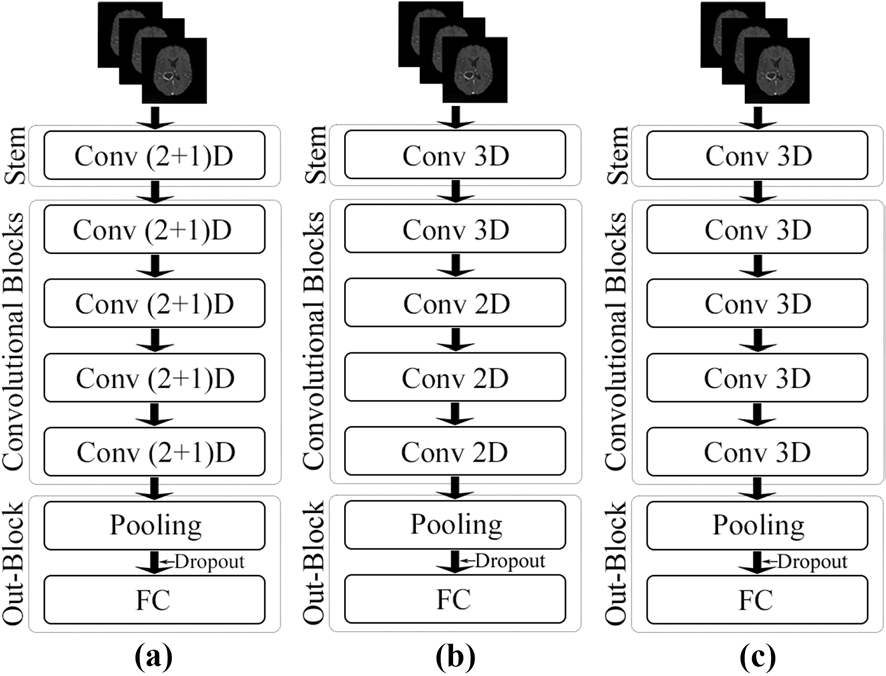 Stem
Conv (2+1)D
Convolutional Blocks
Conv (2+1)D
Conv (2+1)D
Conv (2+1)D
Conv (2+1)D
Out-Block
Pooling
Dropout
FC
(a)
Stem
Conv 3D
Convolutional Blocks
Conv 3D
Conv 2D
Conv 2D
Conv 2D
Out-Block
Pooling
Dropout
FC
(b)
Stem
Conv 3D
Convolutional Blocks
Conv 3D
Conv 3D
Conv 3D
Conv 3D
Out-Block
Pooling
Dropout
FC
(c)